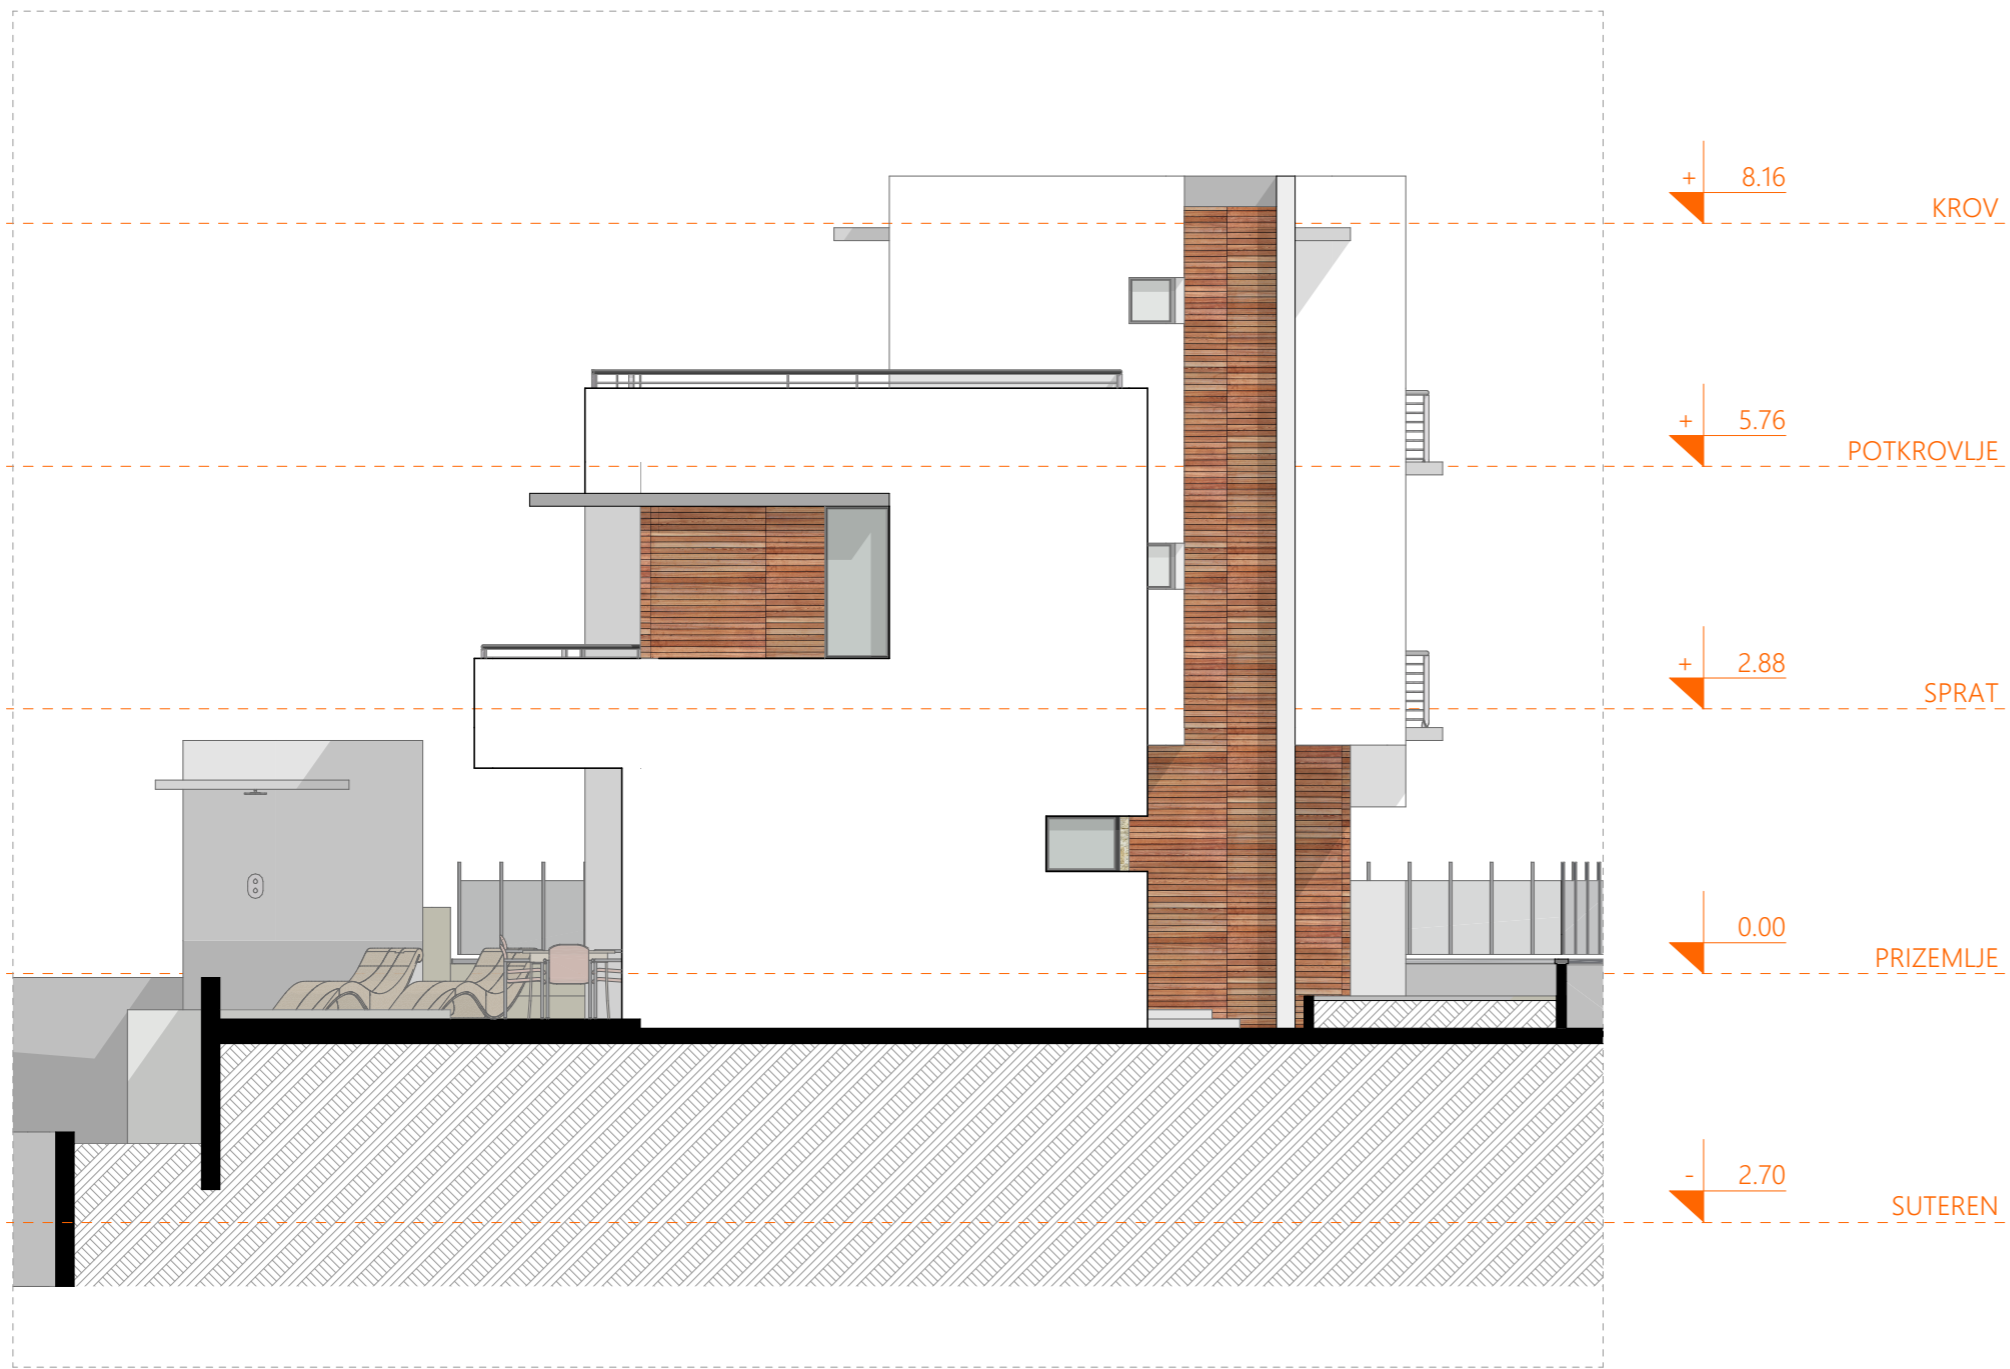 + 8.16
KROV
+ 5.76
POTKROVLJE
+ 2.88
SPRAT
0.00
PRIZEMLJE
- 2.70
SUTEREN